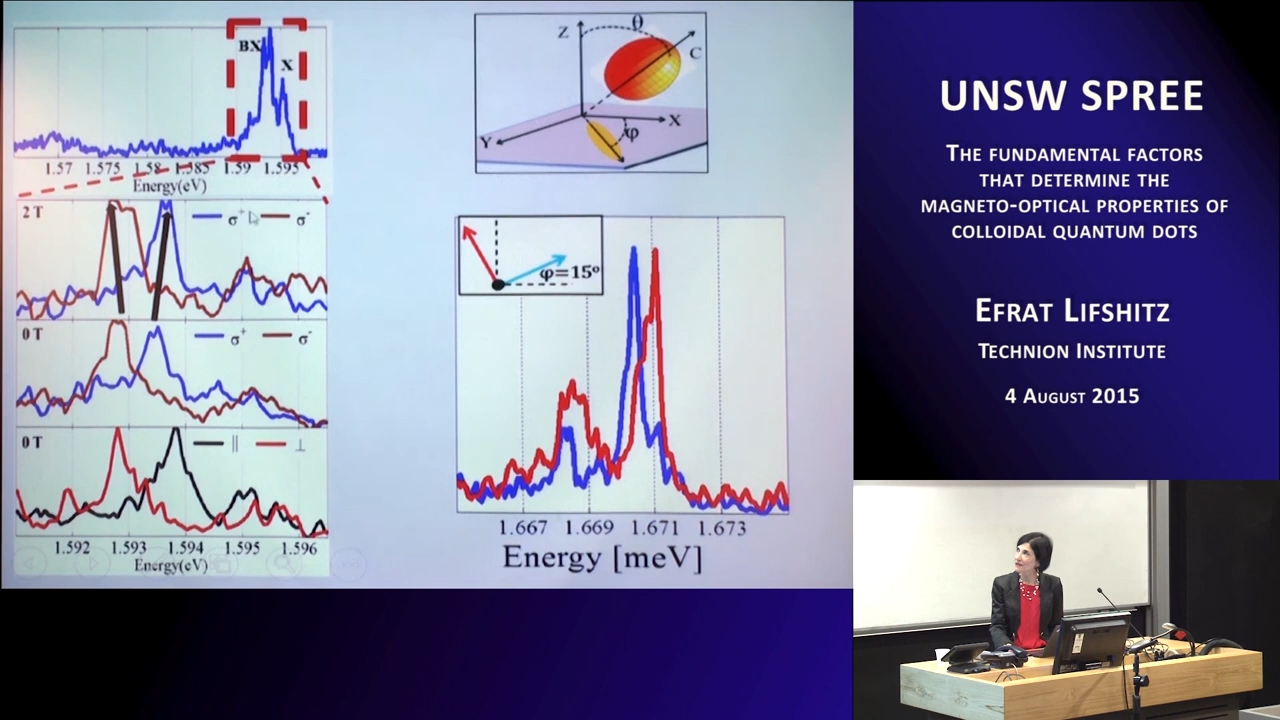 BX
X
1.57 1.575 1.58 1.585 1.59 1.595
Energy(eV)
2 T
σ+ σ-
0 T
σ+ σ-
0 T
|| ⊥
1.592 1.593 1.594 1.595 1.596
Energy(eV)
Z
θ
C
X
Y
φ
φ=15º
1.667 1.669 1.671 1.673
Energy [meV]
UNSW SPREE
THE FUNDAMENTAL FACTORS
THAT DETERMINE THE
MAGNETO-OPTICAL PROPERTIES OF
COLLOIDAL QUANTUM DOTS
EFRAT LIFSHITZ
TECHNION INSTITUTE
4 AUGUST 2015